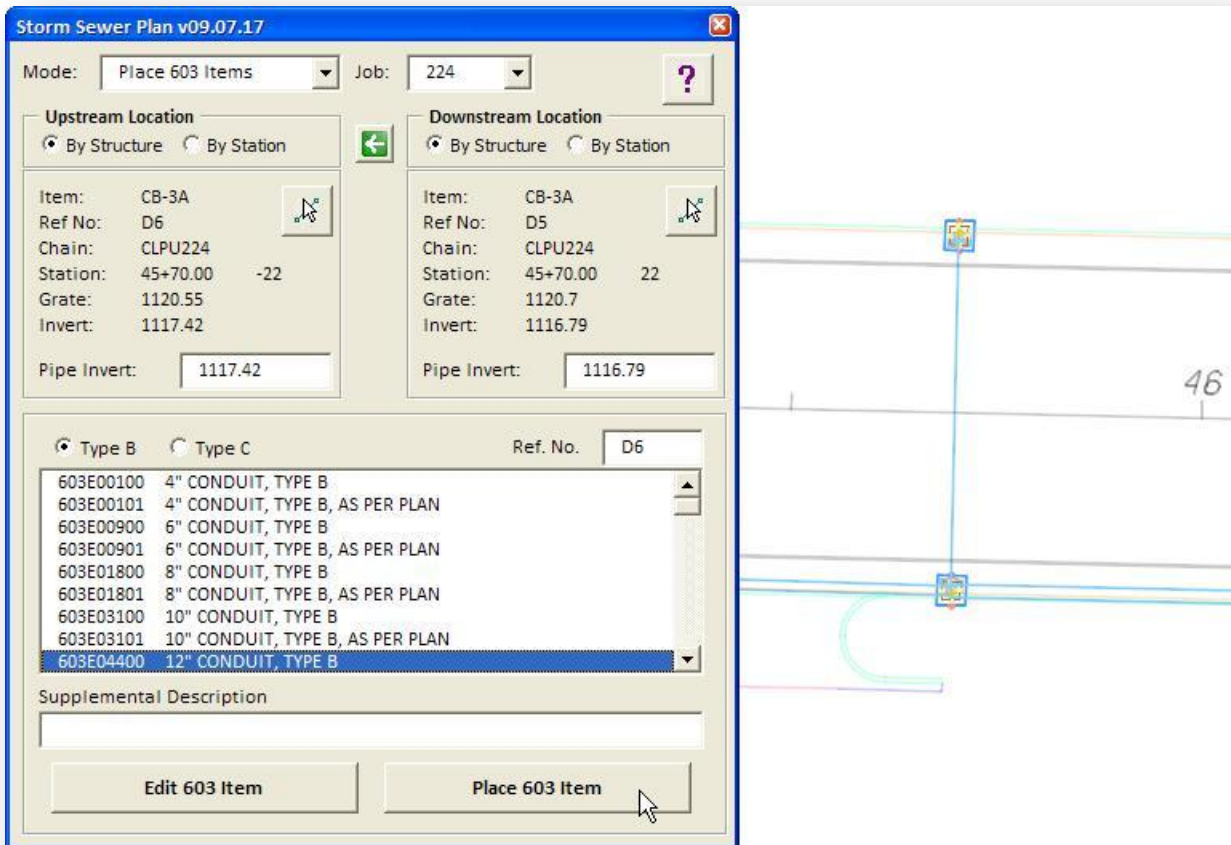 Storm Sewer Plan v09.07.17
Mode: Place 603 Items Job: 224 ?
Upstream Location
By Structure By Station
Item: CB-3A
Ref No: D6
Chain: CLPU224
Station: 45+70.00 -22
Grate: 1120.55
Invert: 1117.42
Pipe Invert: 1117.42
Downstream Location
By Structure By Station
Item: CB-3A
Ref No: D5
Chain: CLPU224
Station: 45+70.00 22
Grate: 1120.7
Invert: 1116.79
Pipe Invert: 1116.79
Type B Type C Ref. No. D6
603E00100 4" CONDUIT, TYPE B
603E00101 4" CONDUIT, TYPE B, AS PER PLAN
603E00900 6" CONDUIT, TYPE B
603E00901 6" CONDUIT, TYPE B, AS PER PLAN
603E01800 8" CONDUIT, TYPE B
603E01801 8" CONDUIT, TYPE B, AS PER PLAN
603E03100 10" CONDUIT, TYPE B
603E03101 10" CONDUIT, TYPE B, AS PER PLAN
603E04400 12" CONDUIT, TYPE B
Supplemental Description
Edit 603 Item Place 603 Item
46